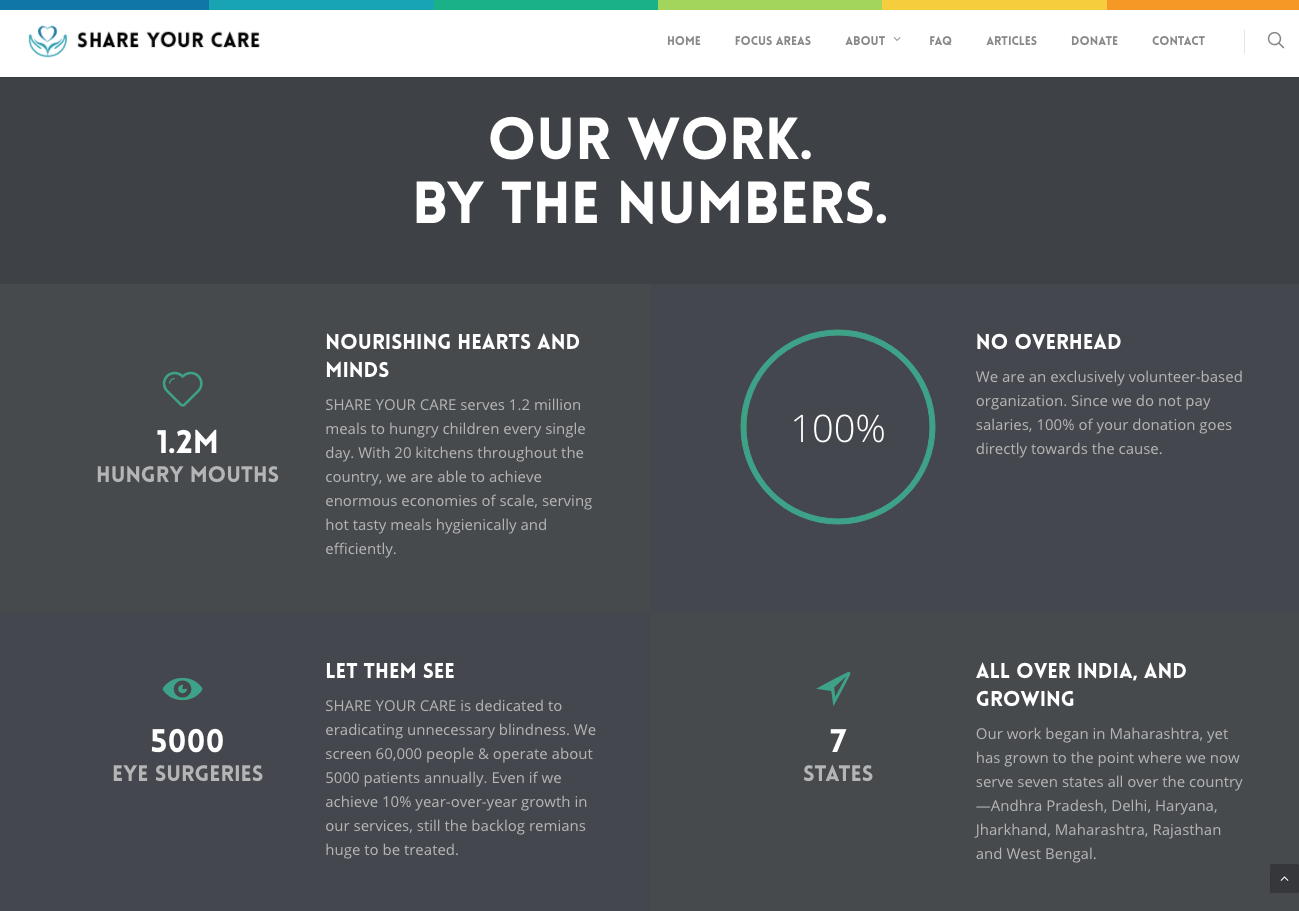 SHARE YOUR CARE
HOME FOCUS AREAS ABOUT FAQ ARTICLES DONATE CONTACT
OUR WORK.
BY THE NUMBERS.
1.2M
HUNGRY MOUTHS
NOURISHING HEARTS AND
MINDS
SHARE YOUR CARE serves 1.2 million
meals to hungry children every single
day. With 20 kitchens throughout the
country, we are able to achieve
enormous economies of scale, serving
hot tasty meals hygienically and
efficiently.
100%
NO OVERHEAD
We are an exclusively volunteer-based
organization. Since we do not pay
salaries, 100% of your donation goes
directly towards the cause.
5000
EYE SURGERIES
LET THEM SEE
SHARE YOUR CARE is dedicated to
eradicating unnecessary blindness. We
screen 60,000 people & operate about
5000 patients annually. Even if we
achieve 10% year-over-year growth in
our services, still the backlog remians
huge to be treated.
7
STATES
ALL OVER INDIA, AND
GROWING
Our work began in Maharashtra, yet
has grown to the point where we now
serve seven states all over the country
—Andhra Pradesh, Delhi, Haryana,
Jharkhand, Maharashtra, Rajasthan
and West Bengal.